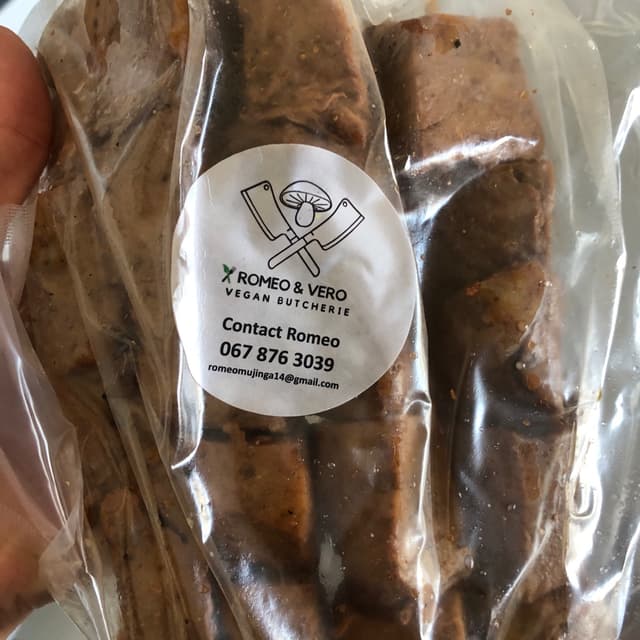 ROMEO & VERO
VEGAN BUTCHERIE
Contact Romeo
067 876 3039
romeomujinga14@gmail.com